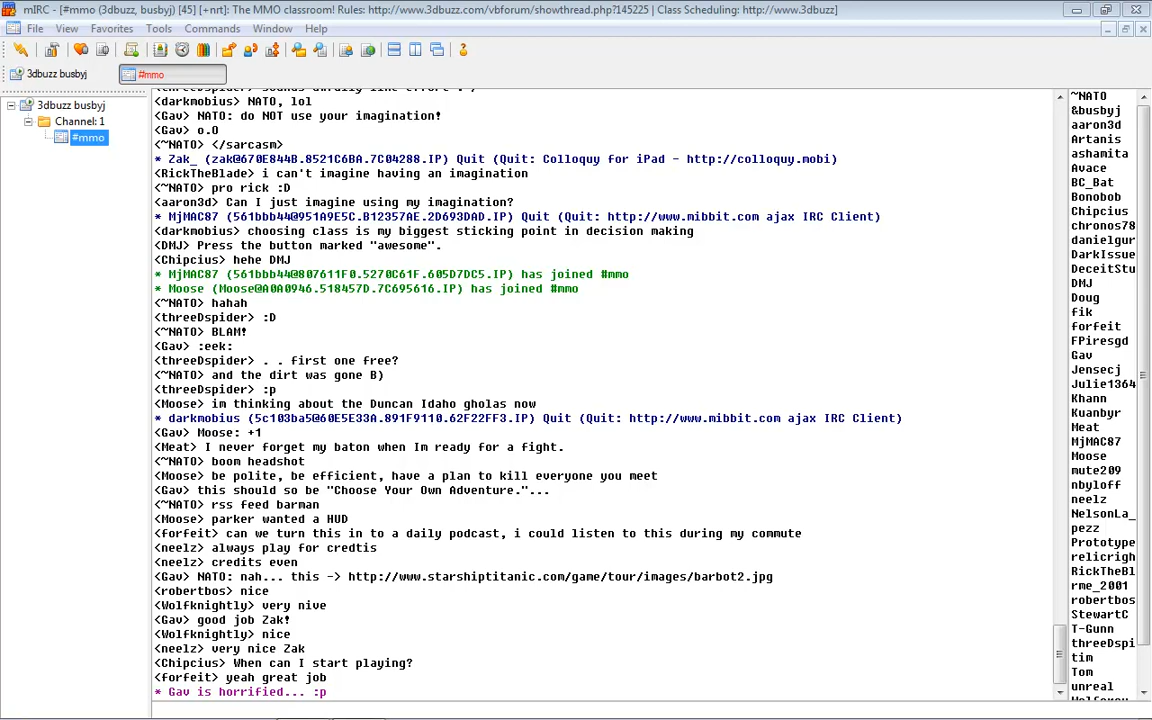 mIRC - [#mmo (3dbuzz, busbyj) [45] [+nrt]: The MMO classroom! Rules: http://www.3dbuzz.com/vbforum/showthread.php?145225 | Class Scheduling: http://www.3dbuzz]
File View Favorites Tools Commands Window Help
3dbuzz busbyj #mmo
3dbuzz busbyj
Channel: 1
#mmo
<darkmobius> NATO, lol
<Gav> NATO: do NOT use your imagination!
<Gav> o.O
<~NATO> </sarcasm>
* Zak_ (zak@670E844B.8521C6BA.7C04288.IP) Quit (Quit: Colloquy for iPad - http://colloquy.mobi)
<RickTheBlade> i can't imagine having an imagination
<~NATO> pro rick :D
<aaron3d> Can I just imagine using my imagination?
* MjMAC87 (561bbb44@951A9E5C.B12357AE.2D693DAD.IP) Quit (Quit: http://www.mibbit.com ajax IRC Client)
<darkmobius> choosing class is my biggest sticking point in decision making
<DMJ> Press the button marked "awesome".
<Chipcius> hehe DMJ
* MjMAC87 (561bbb44@807611F0.5270C61F.605D7DC5.IP) has joined #mmo
* Moose (Moose@A0A0946.518457D.7C695616.IP) has joined #mmo
<~NATO> hahah
<threeDspider> :D
<~NATO> BLAM!
<Gav> :eek:
<threeDspider> . . first one free?
<~NATO> and the dirt was gone B)
<threeDspider> :p
<Moose> im thinking about the Duncan Idaho gholas now
* darkmobius (5c103ba5@60E5E33A.891F9110.62F22FF3.IP) Quit (Quit: http://www.mibbit.com ajax IRC Client)
<Gav> Moose: +1
<Meat> I never forget my baton when Im ready for a fight.
<~NATO> boom headshot
<Moose> be polite, be efficient, have a plan to kill everyone you meet
<Gav> this should so be "Choose Your Own Adventure."...
<~NATO> rss feed barman
<Moose> parker wanted a HUD
<forfeit> can we turn this in to a daily podcast, i could listen to this during my commute
<neelz> always play for credtis
<neelz> credits even
<Gav> NATO: nah... this -> http://www.starshiptitanic.com/game/tour/images/barbot2.jpg
<robertbos> nice
<Wolfknightly> very nive
<Gav> good job Zak!
<Wolfknightly> nice
<neelz> very nice Zak
<Chipcius> When can I start playing?
<forfeit> yeah great job
* Gav is horrified... :p
~NATO
&busbyj
aaron3d
Artanis
ashamita
Avace
BC_Bat
Bonobob
Chipcius
chronos78
danielgur
DarkIssue
DeceitStu
DMJ
Doug
fik
forfeit
FPiresgd
Gav
Jensecj
Julie1364
Khann
Kuanbyr
Meat
MjMAC87
Moose
mute209
nbyloff
neelz
NelsonLa_
pezz
Prototype
relicrigh
RickTheBl
rme_2001
robertbos
StewartC
T-Gunn
threeDspi
tim
Tom
unreal